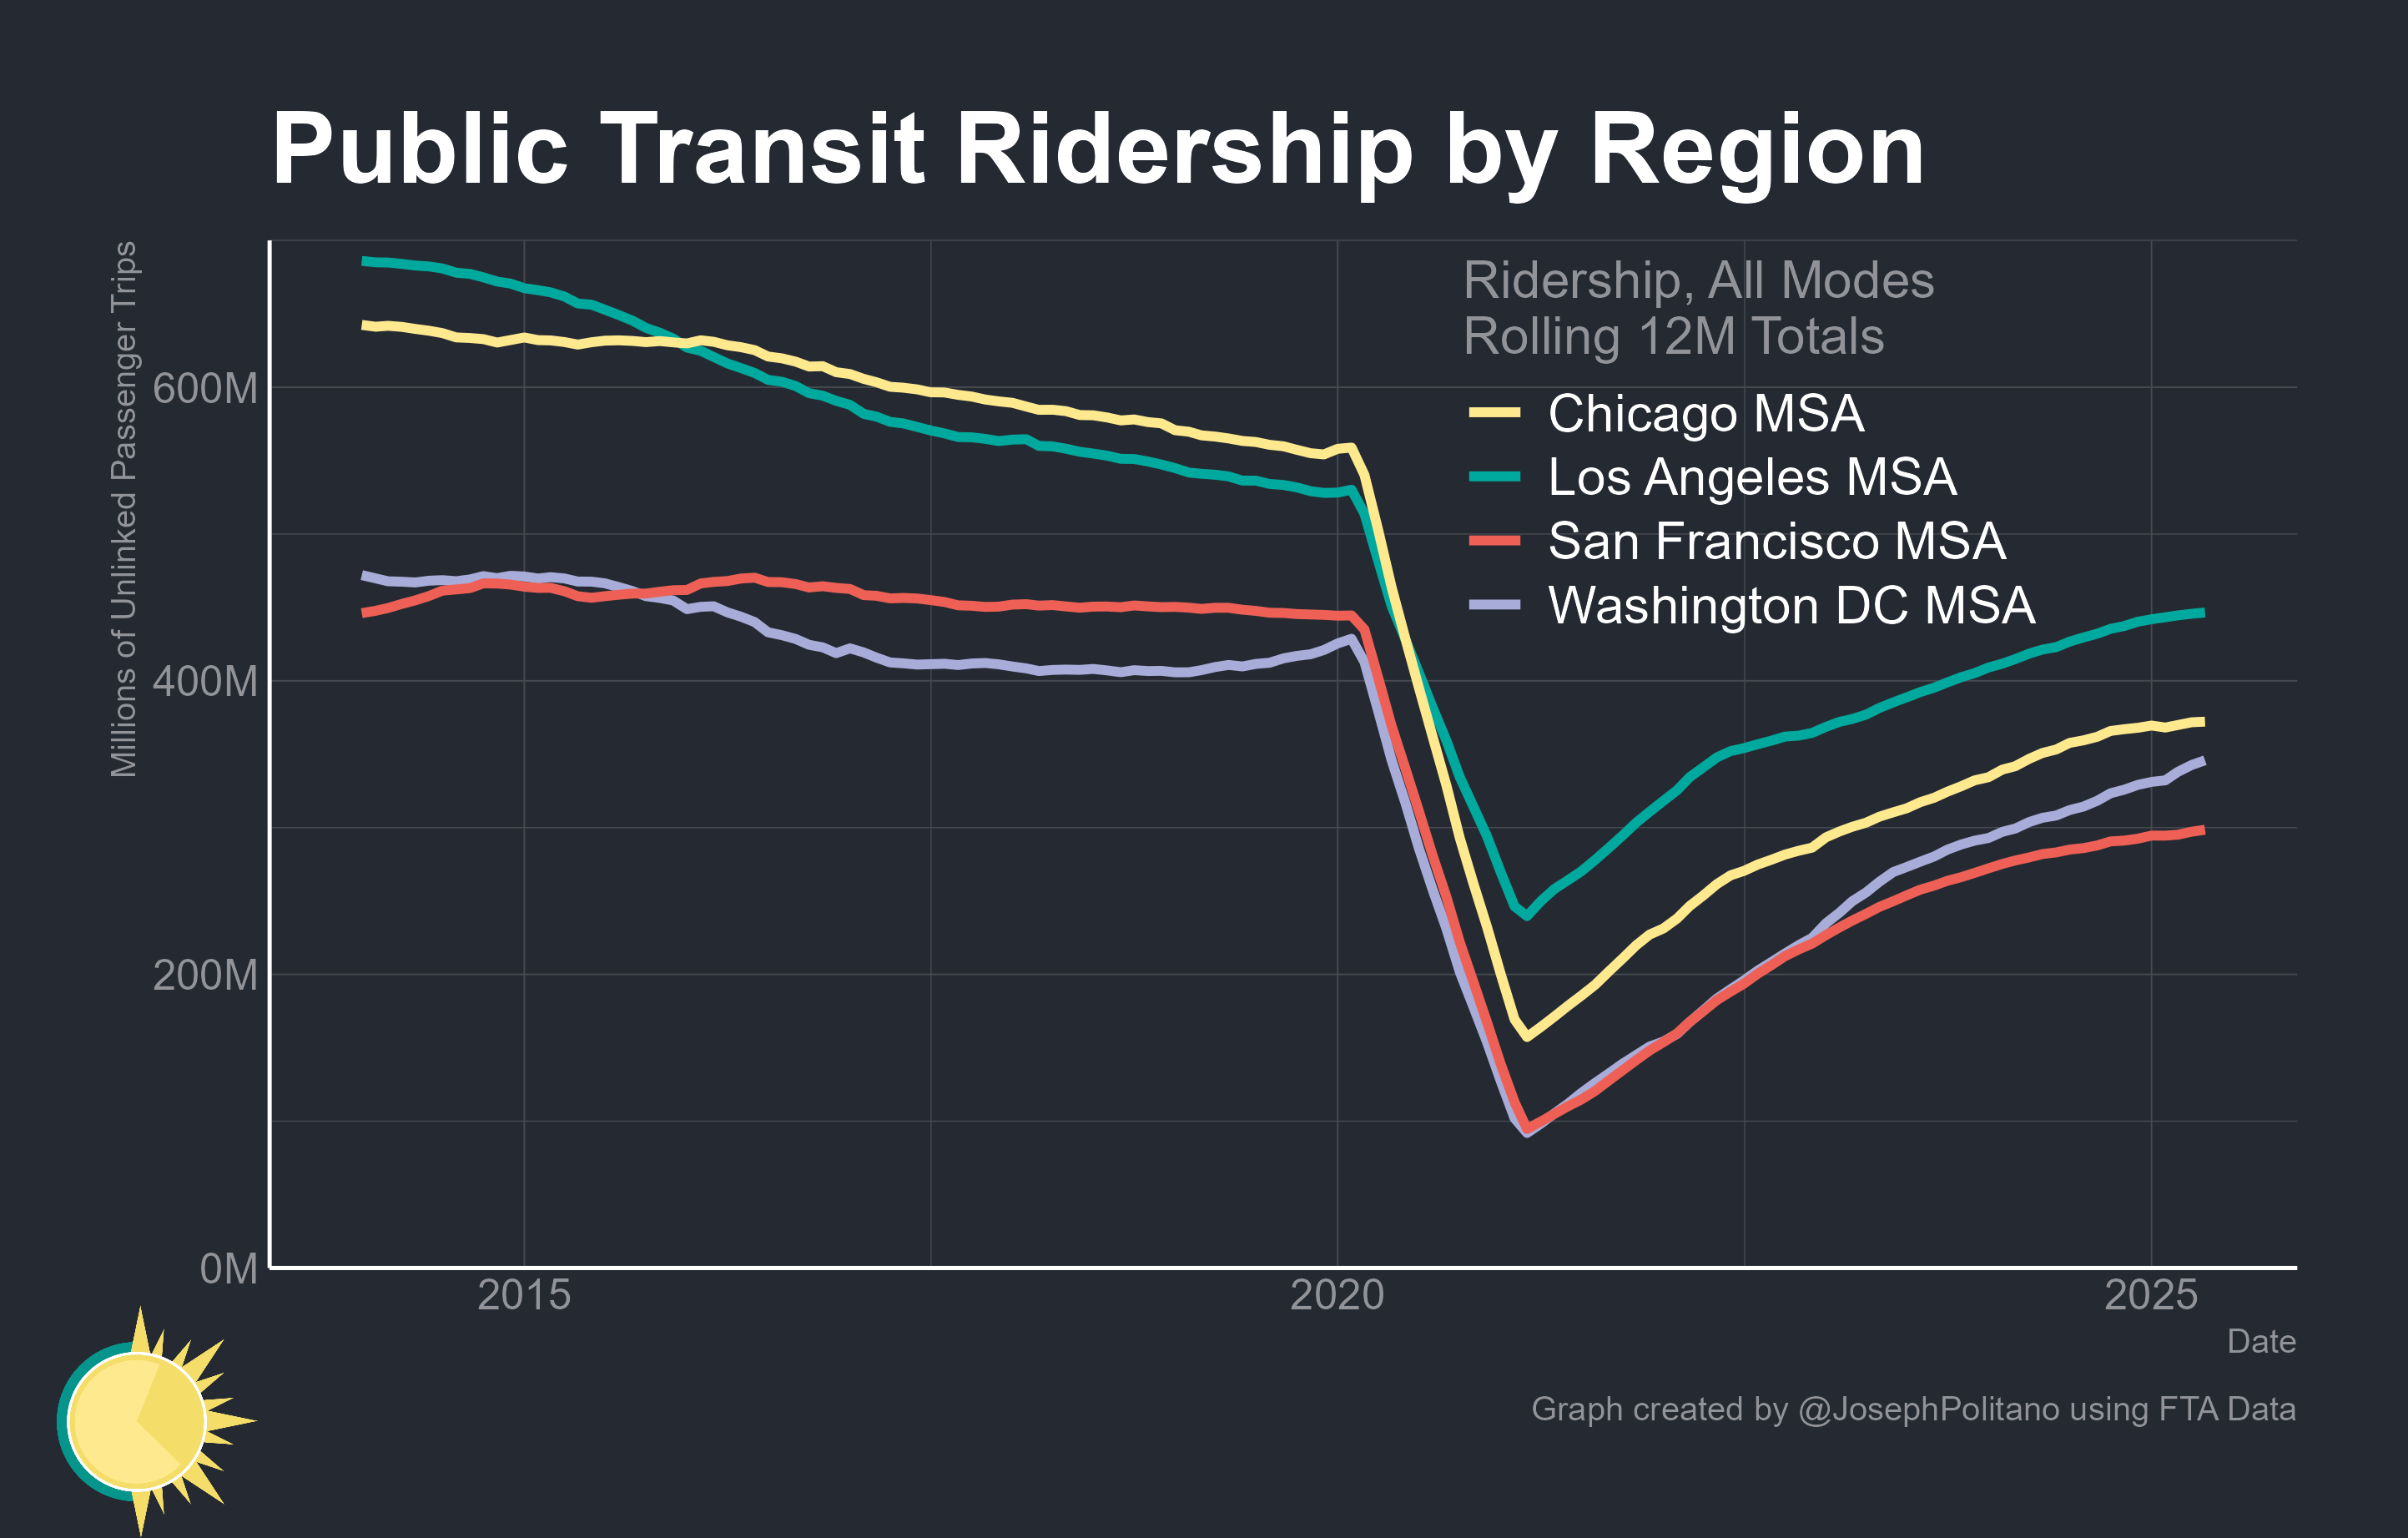 Public Transit Ridership by Region
Millions of Unlinked Passenger Trips
Ridership, All Modes
Rolling 12M Totals
Chicago MSA
Los Angeles MSA
San Francisco MSA
Washington DC MSA
600M
400M
200M
0M
2015
2020
2025
Date
Graph created by @JosephPolitano using FTA Data